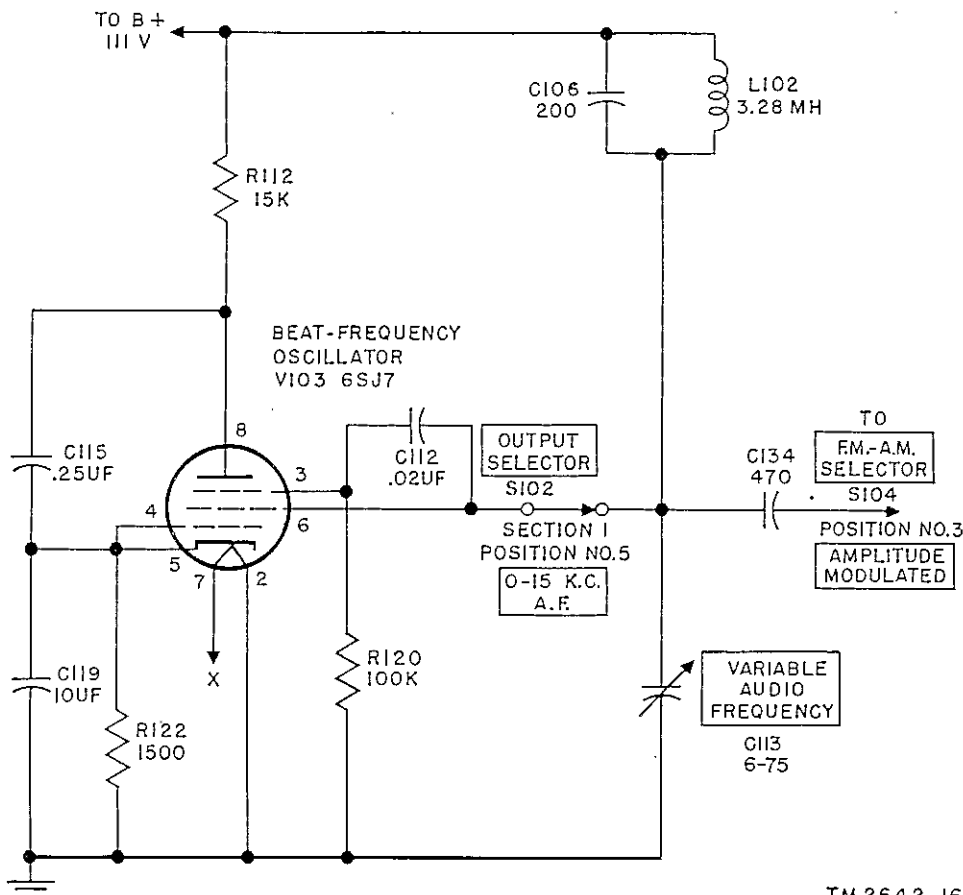 TO B+
111 V
C106
200
L102
3.28 MH
R112
15K
BEAT-FREQUENCY
OSCILLATOR
V103 6SJ7
8
C115
.25UF
3
C112
.02UF
OUTPUT
SELECTOR
S102
TO
F.M.-A.M.
SELECTOR
C134
470
S104
4
6
SECTION 1
POSITION NO.5
POSITION NO.3
5
7
2
0-15 K.C.
A.F.
AMPLITUDE
MODULATED
C119
10UF
X
R120
100K
VARIABLE
AUDIO
FREQUENCY
R122
1500
C113
6-75
TM 2642-16